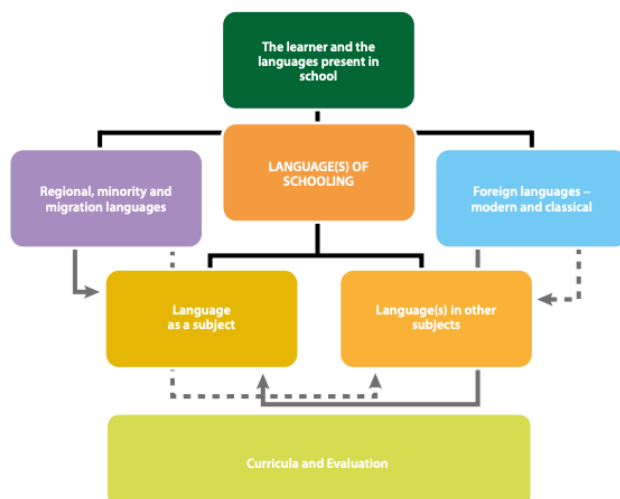 The learner and the
languages present in
school
LANGUAGE(S) OF
SCHOOLING
Regional, minority and
migration languages
Foreign languages –
modern and classical
Language
as a subject
Language(s) in other
subjects
Curricula and Evaluation